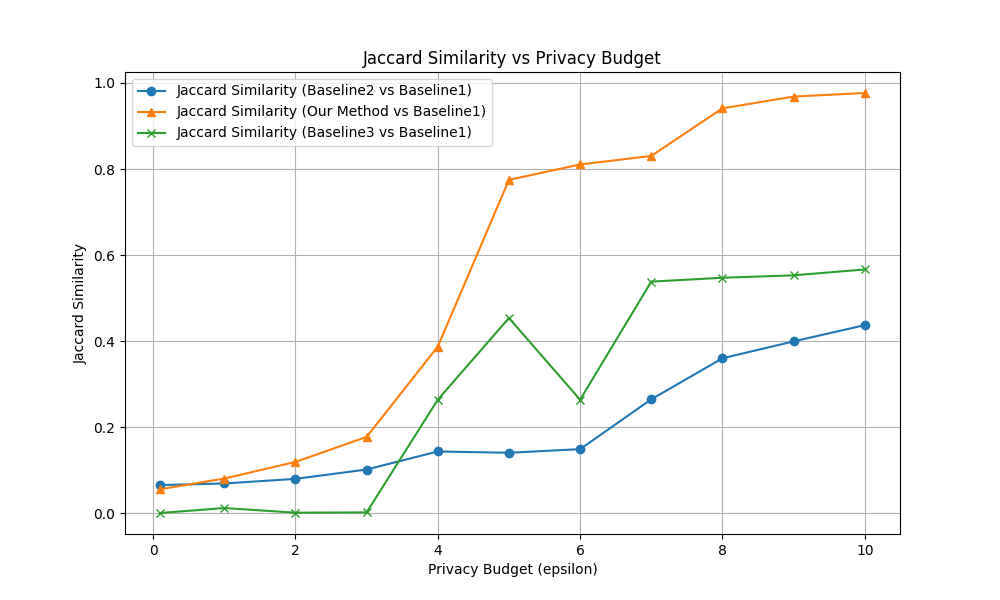 Jaccard Similarity vs Privacy Budget
Jaccard Similarity (Baseline2 vs Baseline1)
Jaccard Similarity (Our Method vs Baseline1)
Jaccard Similarity (Baseline3 vs Baseline1)
1.0
0.8
0.6
0.4
0.2
0.0
Jaccard Similarity
0 2 4 6 8 10
Privacy Budget (epsilon)